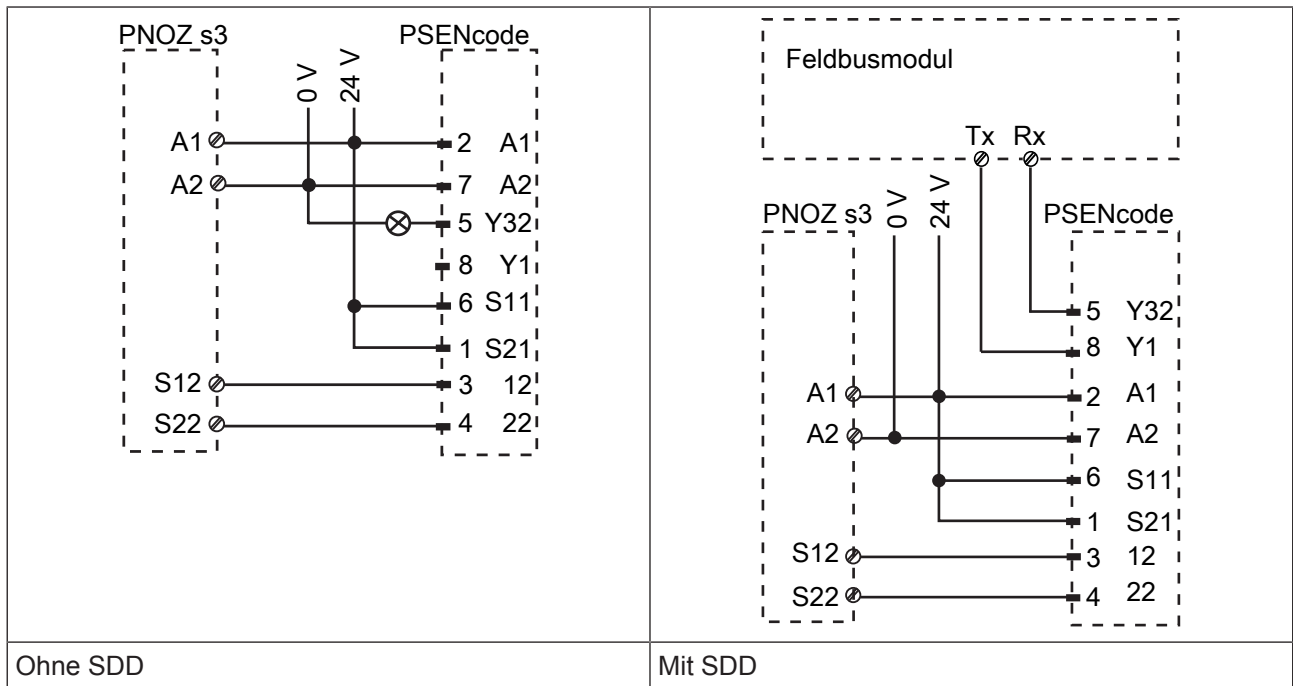 PNOZ s3 PSENcode
0 V 24 V
A1 2 A1
A2 7 A2
5 Y32
8 Y1
6 S11
1 S21
S12 3 12
S22 4 22
Ohne SDD
Feldbusmodul
Tx Rx
PNOZ s3 0 V 24 V PSENcode
5 Y32
8 Y1
A1 2 A1
A2 7 A2
6 S11
1 S21
S12 3 12
S22 4 22
Mit SDD